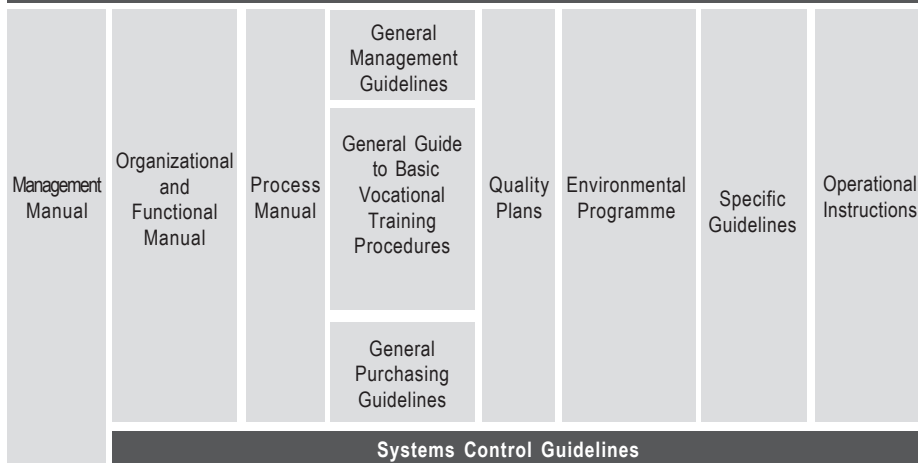 Management
Manual
Organizational
and
Functional
Manual
Process
Manual
General
Management
Guidelines
General Guide
to Basic
Vocational
Training
Procedures
General
Purchasing
Guidelines
Quality
Plans
Environmental
Programme
Specific
Guidelines
Operational
Instructions
Systems Control Guidelines